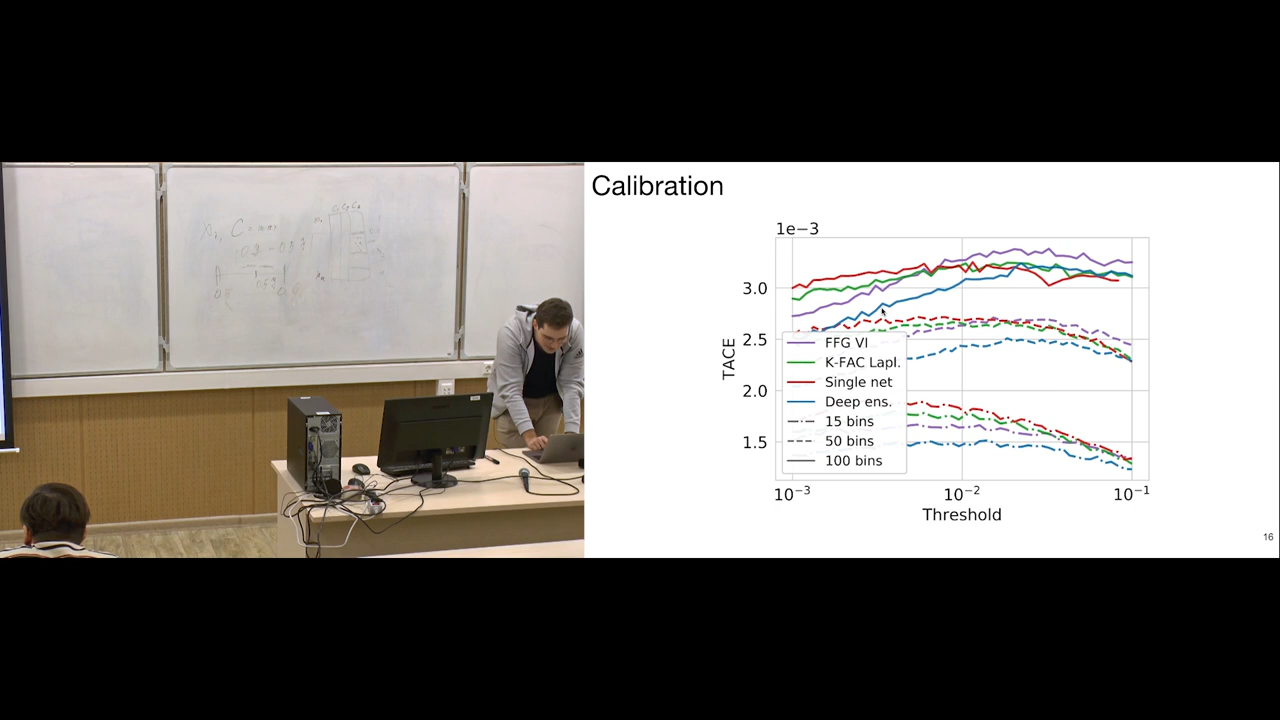 Calibration
1e−3
3.0
2.5
2.0
1.5
TACE
FFG VI
K-FAC Lapl.
Single net
Deep ens.
15 bins
50 bins
100 bins
10⁻³
10⁻²
10⁻¹
Threshold
16